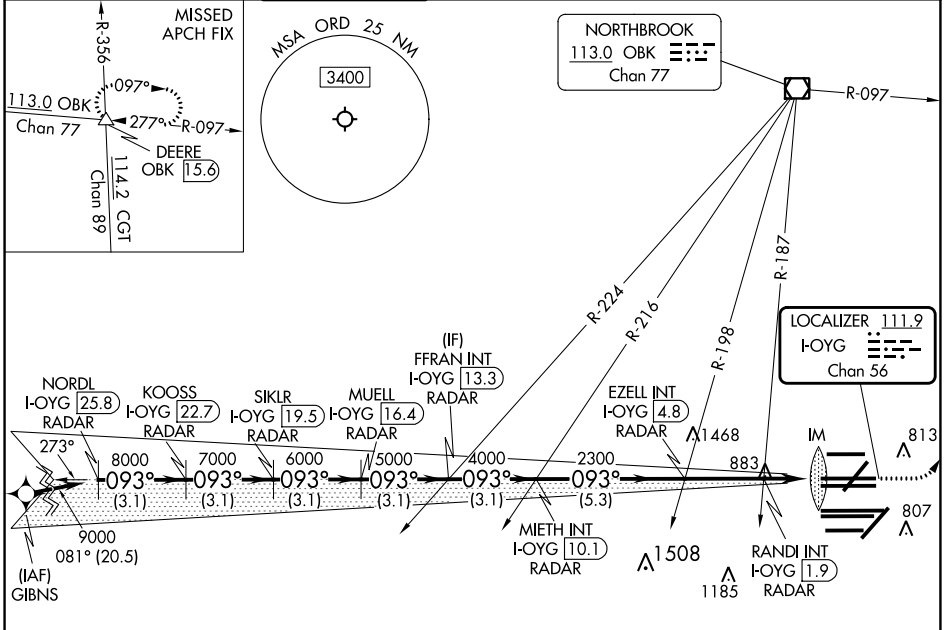 MISSED
APCH FIX
R-356
097°
113.0 OBK
Chan 77
277°
R-097
DEERE
OBK 15.6
114.2 CGT
Chan 89
MSA ORD 25 NM
3400
NORTHBROOK
113.0 OBK
Chan 77
R-097
R-224
R-216
R-198
R-187
LOCALIZER 111.9
I-OYG
Chan 56
(IF)
FFRAN INT
I-OYG 13.3
RADAR
NORDL
I-OYG 25.8
RADAR
KOOSS
I-OYG 22.7
RADAR
SIKLR
I-OYG 19.5
RADAR
MUELL
I-OYG 16.4
RADAR
EZELL INT
I-OYG 4.8
RADAR
1468
IM
813
273°
8000
093°
(3.1)
7000
093°
(3.1)
6000
093°
(3.1)
5000
093°
(3.1)
4000
093°
(3.1)
2300
093°
(5.3)
883
9000
081° (20.5)
(IAF)
GIBNS
MIETH INT
I-OYG 10.1
RADAR
1508
1185
RANDI INT
I-OYG 1.9
RADAR
807